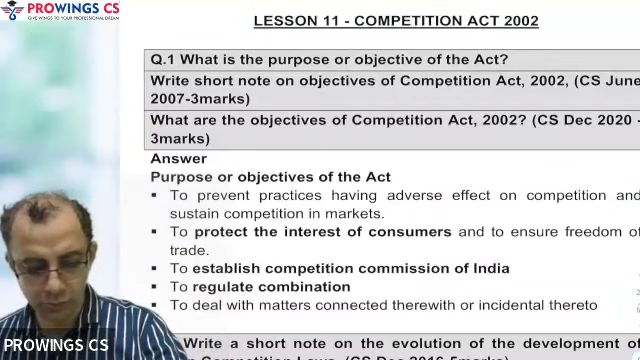 PROWINGS CS
GIVE WINGS TO YOUR PROFESSIONAL DREAM
LESSON 11 - COMPETITION ACT 2002
Q.1 What is the purpose or objective of the Act?
Write short note on objectives of Competition Act, 2002, (CS June
2007-3marks)
What are the objectives of Competition Act, 2002? (CS Dec 2020 -
3marks)
Answer
Purpose or objectives of the Act
▪ To prevent practices having adverse effect on competition and
sustain competition in markets.
▪ To protect the interest of consumers and to ensure freedom of
trade.
▪ To establish competition commission of India
▪ To regulate combination
▪ To deal with matters connected therewith or incidental thereto
PROWINGS CS
Write a short note on the evolution of the development of
Competition Laws. (CS Dec 2016-5marks)